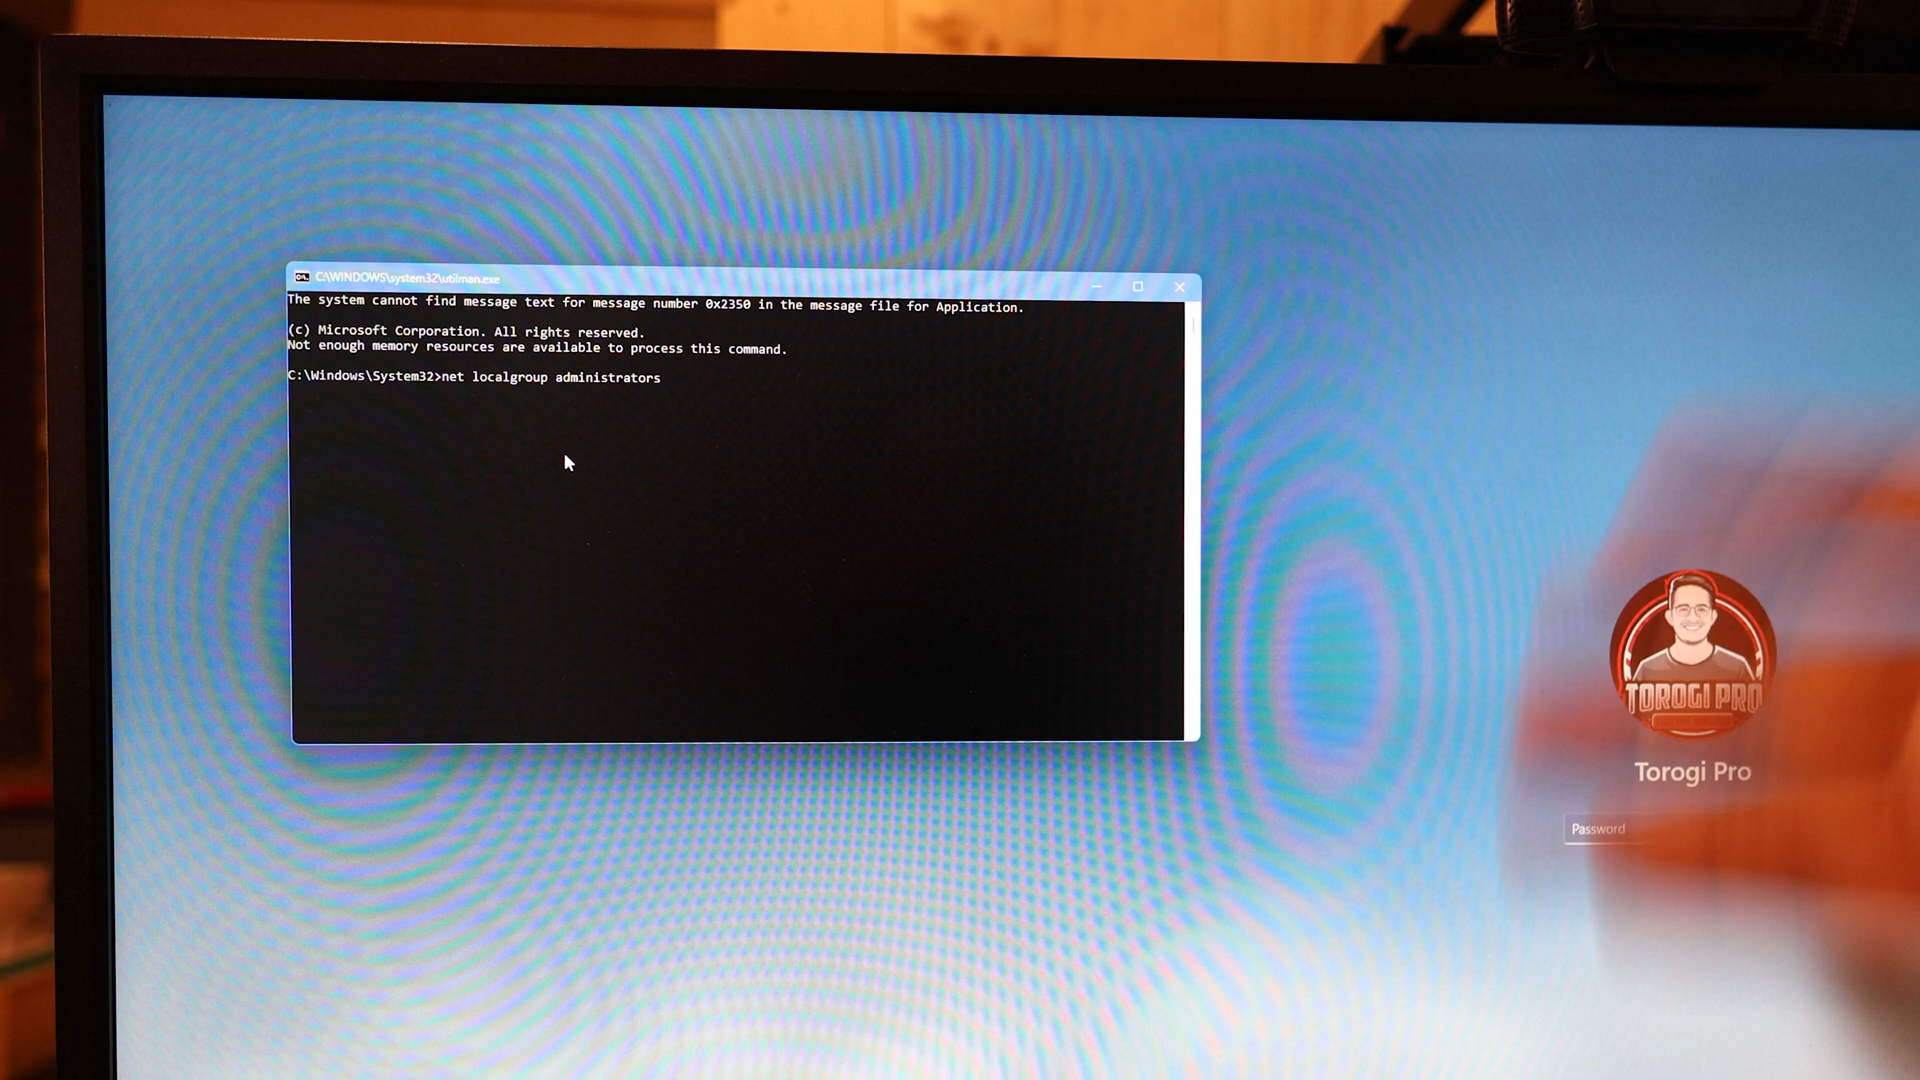 C:\WINDOWS\system32\utilman.exe
The system cannot find message text for message number 0x2350 in the message file for Application.
(c) Microsoft Corporation. All rights reserved.
Not enough memory resources are available to process this command.
C:\Windows\System32>net localgroup administrators
TOROGI PRO
Torogi Pro
Password